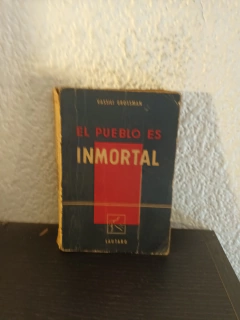 VASSILI GROSSMAN
EL PUEBLO ES
INMORTAL
LAUTARO